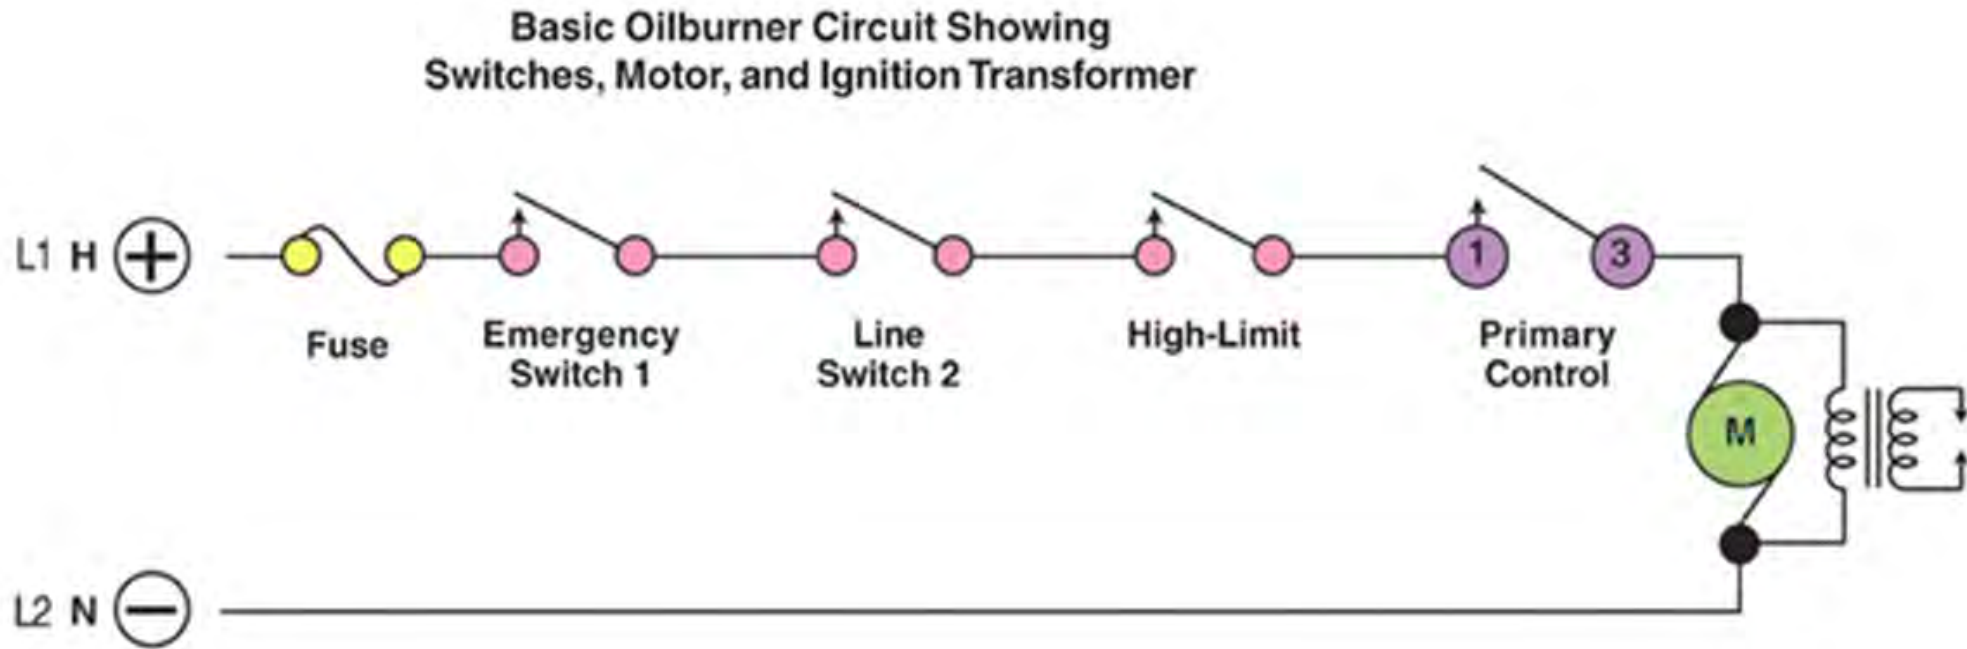 Basic Oilburner Circuit Showing
Switches, Motor, and Ignition Transformer
L1 H
Fuse
Emergency
Switch 1
Line
Switch 2
High-Limit
1
3
Primary
Control
M
L2 N